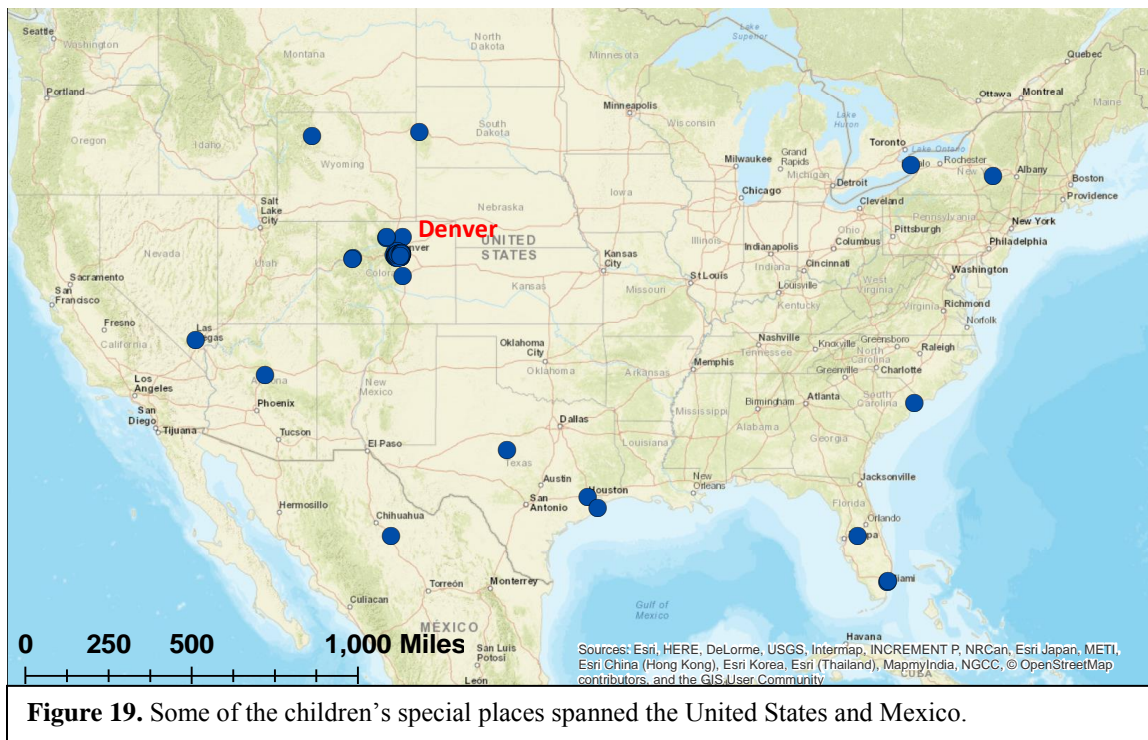 Seattle
Washington
Montana
North
Dakota
Minnesota
Lake
Superior
Quebec
Ottawa
Montreal
Maine
Portland
Oregon
Idaho
Wyoming
South
Dakota
Minneapolis
Wisconsin
Lake
Huron
Toronto
Lake Ontario
Rochester
New
Albany
Boston
Providence
Milwaukee
Grand
Rapids
Michigan
Detroit
Chicago
Cleveland
Pennsylvania
New York
Pittsburgh
Philadelphia
Salt
Lake
City
Nebraska
Iowa
Denver
UNITED
STATES
Illinois
Indianapolis
Indiana
Ohio
Columbus
Cincinnati
Washington
West
Virginia
Virginia
Richmond
Norfolk
Sacramento
San
Francisco
Nevada
Utah
Kansas
Kansas
City
Missouri
St Louis
Louisville
Kentucky
Fresno
California
Las
Los
Angeles
San
Diego
Tijuana
Phoenix
Tucson
New
Mexico
El Paso
Oklahoma
City
Oklahoma
Arkansas
Memphis
Nashville
Tennessee
Knoxville
Greensboro
North
Carolina
Raleigh
Greenville
Charlotte
South
Carolina
Birmingham
Atlanta
Mississippi
Alabama
Georgia
Dallas
Texas
Louisiana
Austin
San
Antonio
Houston
New
Orleans
Jacksonville
Florida
Orlando
Hermosillo
Chihuahua
Torreón
Monterrey
Culiacan
MÉXICO
San Luis
Potosi
León
Gulf of
Mexico
Havana
CUBA
0 250 500 1,000 Miles
Sources: Esri, HERE, DeLorme, USGS, Intermap, INCREMENT P, NRCan, Esri Japan, METI,
Esri China (Hong Kong), Esri Korea, Esri (Thailand), MapmyIndia, NGCC, © OpenStreetMap
contributors, and the GIS User Community
Figure 19. Some of the children’s special places spanned the United States and Mexico.